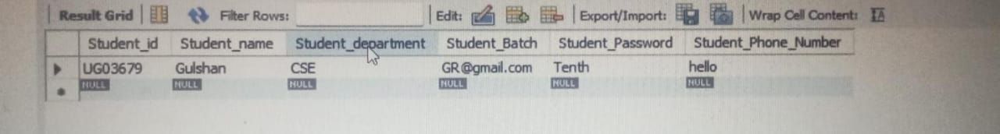 Result Grid Filter Rows: Edit: Export/Import: Wrap Cell Content:
Student_id Student_name Student_department Student_Batch Student_Password Student_Phone_Number
UG03679 Gulshan CSE GR@gmail.com Tenth hello
NULL NULL NULL NULL NULL NULL